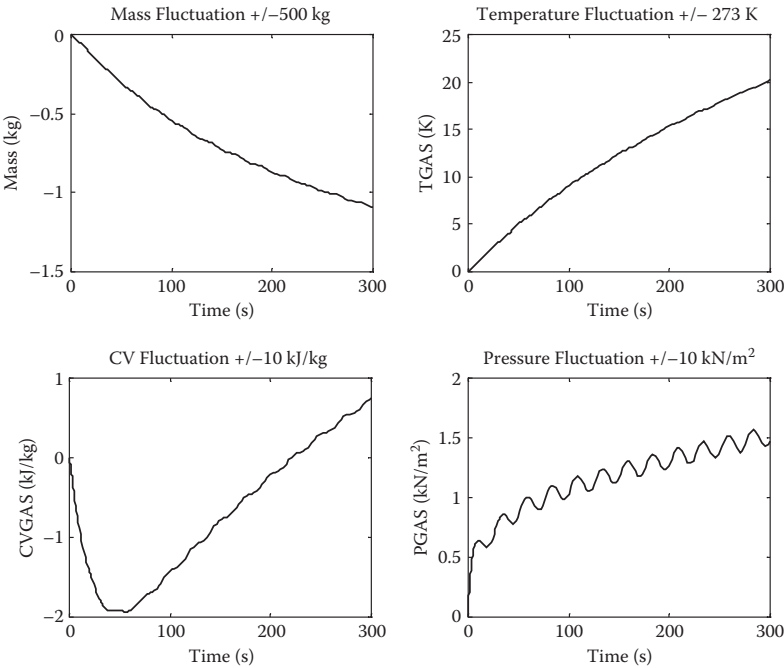 Mass Fluctuation +/–500 kg
0
−0.5
−1
−1.5
Mass (kg)
0 100 200 300
Time (s)
Temperature Fluctuation +/– 273 K
25
20
15
10
5
0
TGAS (K)
0 100 200 300
Time (s)
CV Fluctuation +/–10 kJ/kg
1
0
−1
−2
CVGAS (kJ/kg)
0 100 200 300
Time (s)
Pressure Fluctuation +/–10 kN/m²
2
1.5
1
0.5
0
PGAS (kN/m²)
0 100 200 300
Time (s)